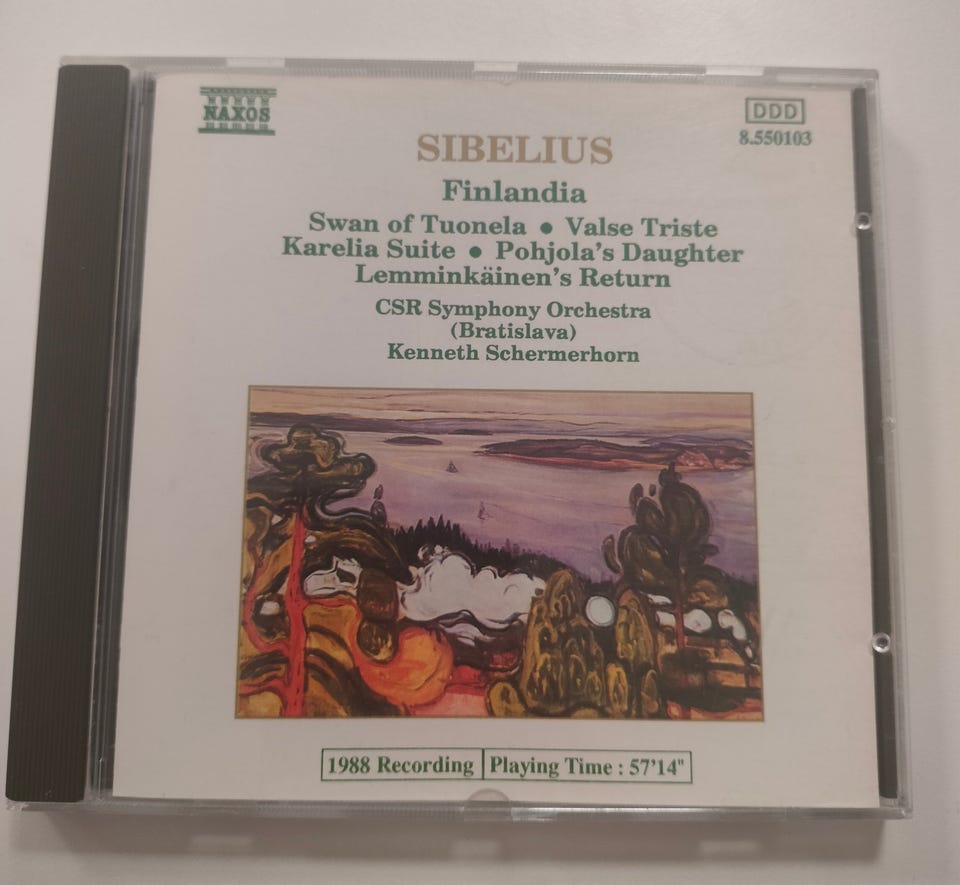 NAXOS
DDD
8.550103
SIBELIUS
Finlandia
Swan of Tuonela ● Valse Triste
Karelia Suite ● Pohjola's Daughter
Lemminkäinen's Return
CSR Symphony Orchestra
(Bratislava)
Kenneth Schermerhorn
1988 Recording Playing Time : 57'14"